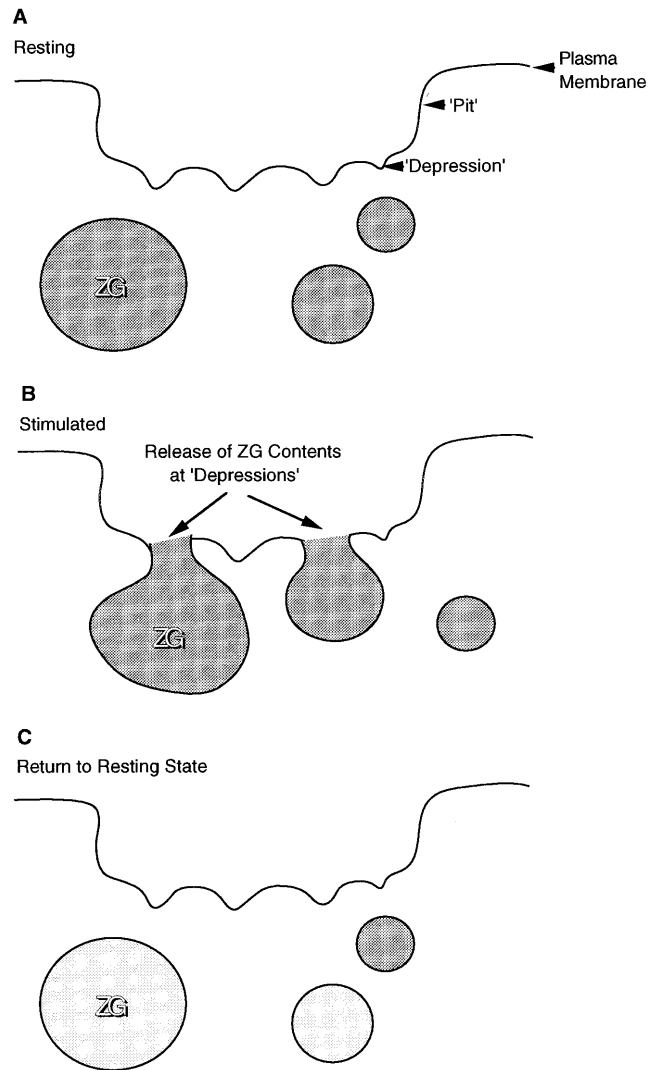 A
Resting
Plasma
Membrane
'Pit'
'Depression'
ZG
B
Stimulated
Release of ZG Contents
at 'Depressions'
ZG
C
Return to Resting State
ZG